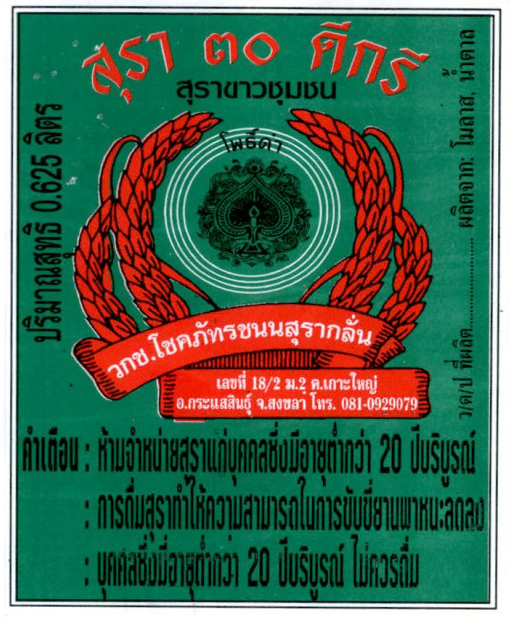 สุรา ๓๐ ดีกรี
สุราขาวชุมชน
โพธิ์ดำ
ปริมาณสุทธิ 0.625 ลิตร
ว/ด/ป ที่ผลิต........................ ผลิตจาก: โมลาส, น้ำตาล
วกช.โชคภัทรชนนสุรากลั่น
เลขที่ 18/2 ม.2 ต.เกาะใหญ่
อ.กระแสสินธุ์ จ.สงขลา โทร. 081-0929079
คำเตือน : ห้ามจำหน่ายสุราแก่บุคคลซึ่งมีอายุต่ำกว่า 20 ปีบริบูรณ์
: การดื่มสุราทำให้ความสามารถในการขับขี่ยานพาหนะลดลง
: บุคคลซึ่งมีอายุต่ำกว่า 20 ปีบริบูรณ์ ไม่ควรดื่ม